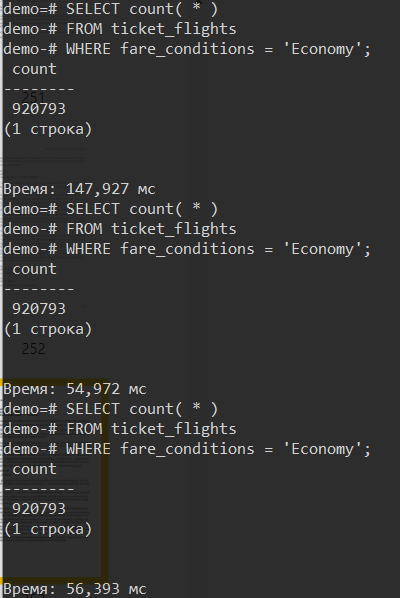 demo=# SELECT count( * )
demo-# FROM ticket_flights
demo-# WHERE fare_conditions = 'Economy';
count
--------
920793
(1 строка)
Время: 147,927 мс
demo=# SELECT count( * )
demo-# FROM ticket_flights
demo-# WHERE fare_conditions = 'Economy';
count
--------
920793
(1 строка)
252
Время: 54,972 мс
demo=# SELECT count( * )
demo-# FROM ticket_flights
demo-# WHERE fare_conditions = 'Economy';
count
--------
920793
(1 строка)
Время: 56,393 мс